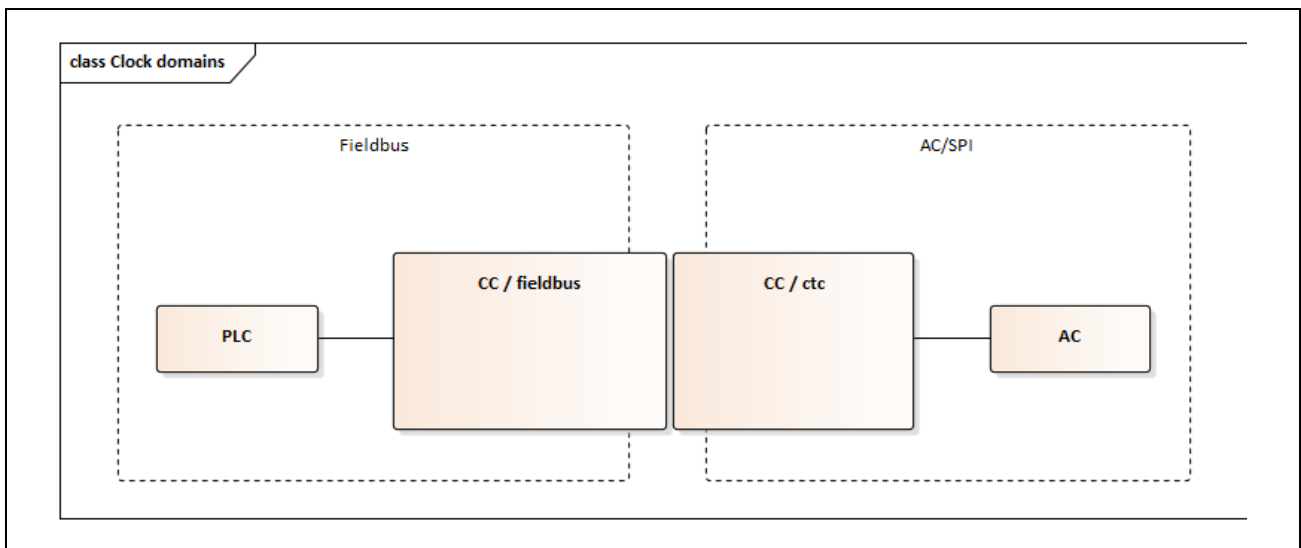 class Clock domains
Fieldbus
AC/SPI
CC / fieldbus
CC / ctc
PLC
AC